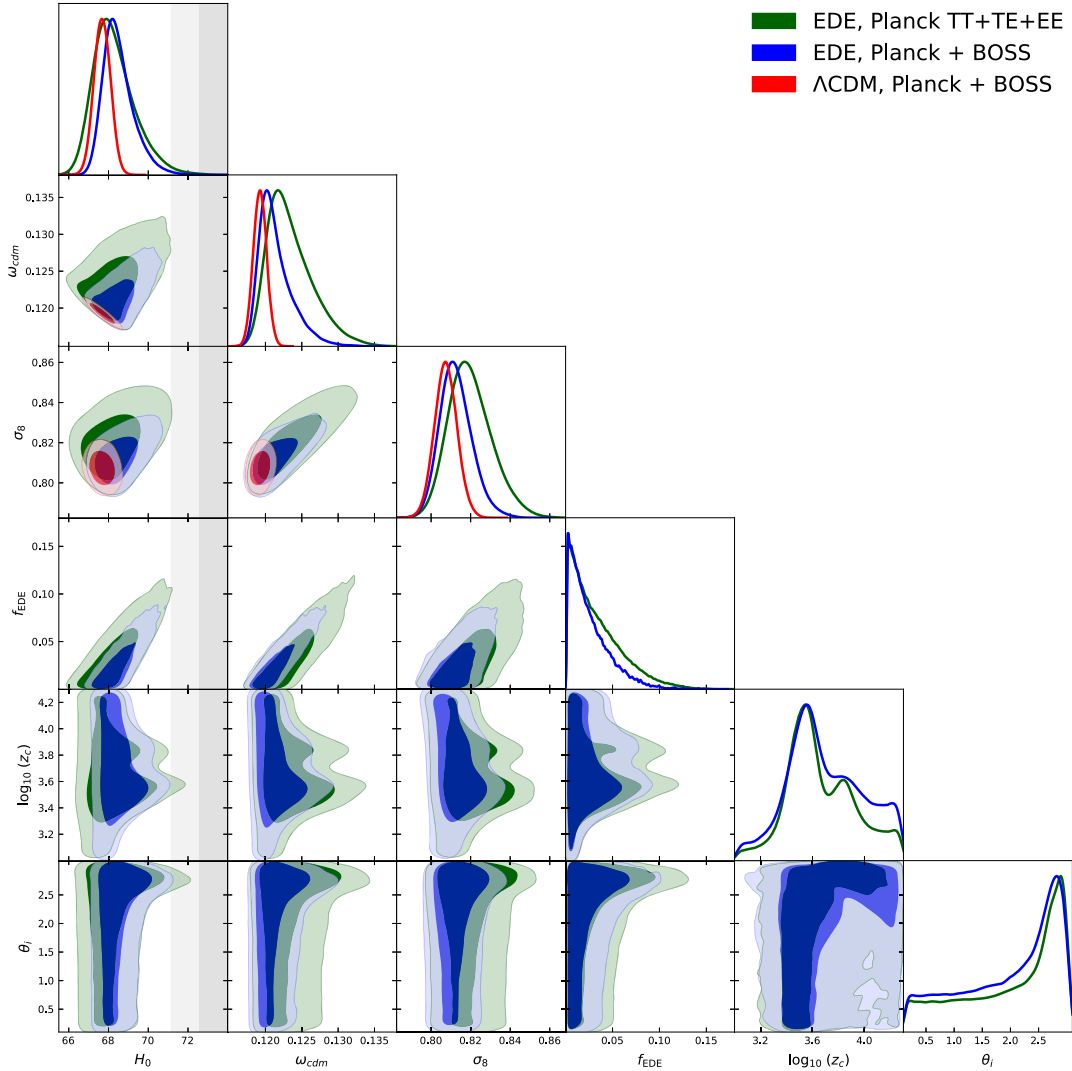 EDE, Planck TT+TE+EE
EDE, Planck + BOSS
ΛCDM, Planck + BOSS
0.135
0.130
0.125
0.120
ω_cdm
0.86
0.84
0.82
0.80
σ_8
0.15
0.10
0.05
f_EDE
4.2
3.9
3.6
3.3
3.0
log_10 (z_c)
2.5
2.0
1.5
1.0
0.5
θ_i
66 68 70 72
0.120 0.125 0.130 0.135
0.80 0.82 0.84 0.86
0.05 0.10 0.15
3.2 3.6 4.0
0.5 1.0 1.5 2.0 2.5
H_0 ω_cdm σ_8 f_EDE log_10 (z_c) θ_i